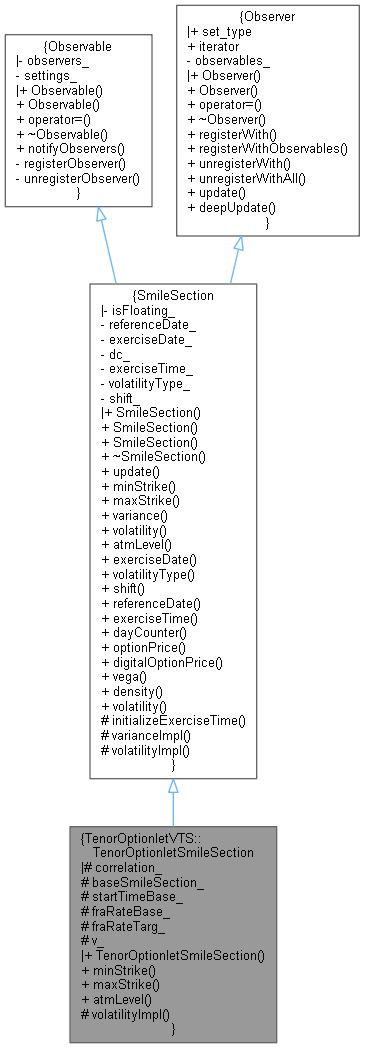 {Observable
|- observers_
- settings_
|+ Observable()
+ Observable()
+ operator=()
+ ~Observable()
+ notifyObservers()
- registerObserver()
- unregisterObserver()
}
{Observer
|+ set_type
+ iterator
- observables_
|+ Observer()
+ Observer()
+ operator=()
+ ~Observer()
+ registerWith()
+ registerWithObservables()
+ unregisterWith()
+ unregisterWithAll()
+ update()
+ deepUpdate()
}
{SmileSection
|- isFloating_
- referenceDate_
- exerciseDate_
- dc_
- exerciseTime_
- volatilityType_
- shift_
|+ SmileSection()
+ SmileSection()
+ SmileSection()
+ ~SmileSection()
+ update()
+ minStrike()
+ maxStrike()
+ variance()
+ volatility()
+ atmLevel()
+ exerciseDate()
+ volatilityType()
+ shift()
+ referenceDate()
+ exerciseTime()
+ dayCounter()
+ optionPrice()
+ digitalOptionPrice()
+ vega()
+ density()
+ volatility()
# initializeExerciseTime()
# varianceImpl()
# volatilityImpl()
}
{TenorOptionletVTS::
TenorOptionletSmileSection
|# correlation_
# baseSmileSection_
# startTimeBase_
# fraRateBase_
# fraRateTarg_
# v_
|+ TenorOptionletSmileSection()
+ minStrike()
+ maxStrike()
+ atmLevel()
# volatilityImpl()
}